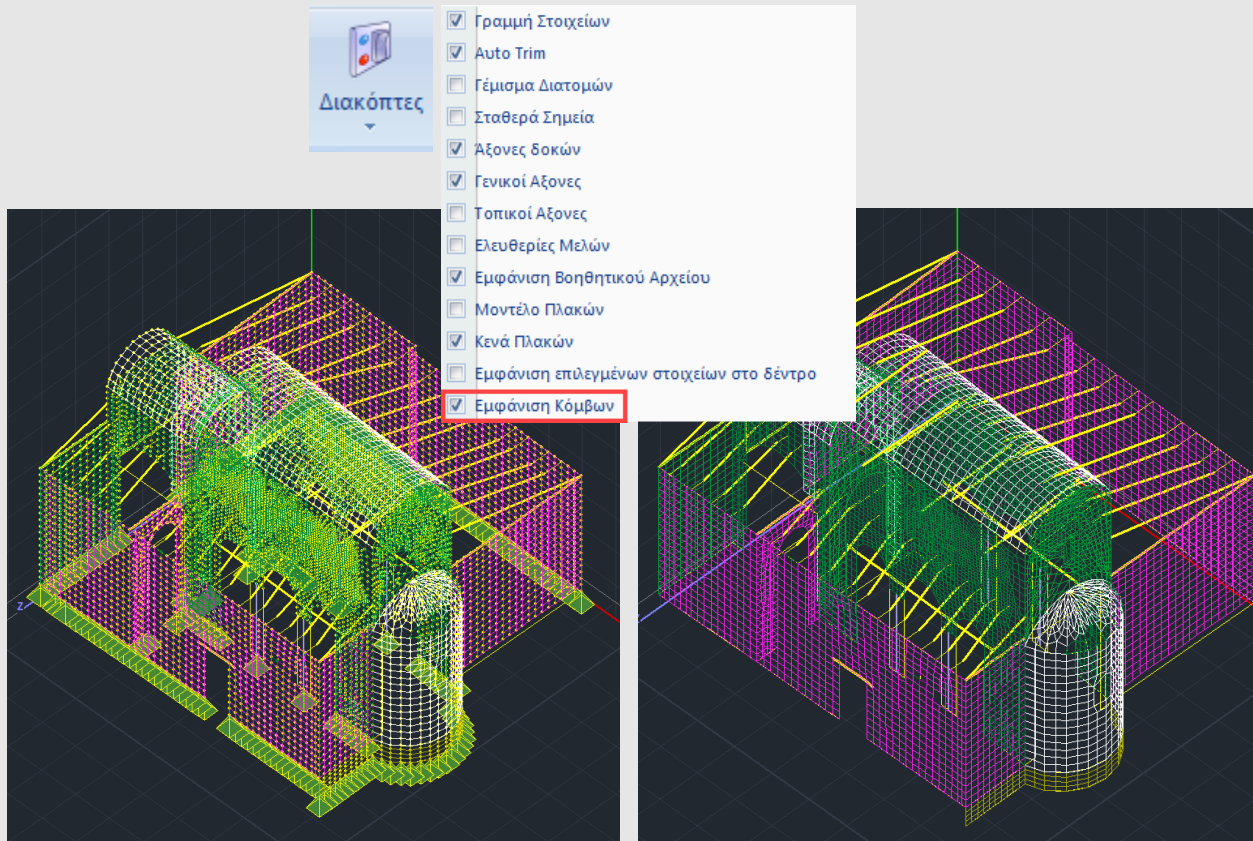 Διακόπτες
Γραμμή Στοιχείων
Auto Trim
Γέμισμα Διατομών
Σταθερά Σημεία
Άξονες δοκών
Γενικοί Αξονες
Τοπικοί Αξονες
Ελευθερίες Μελών
Εμφάνιση Βοηθητικού Αρχείου
Μοντέλο Πλακών
Κενά Πλακών
Εμφάνιση επιλεγμένων στοιχείων στο δέντρο
Εμφάνιση Κόμβων
Z